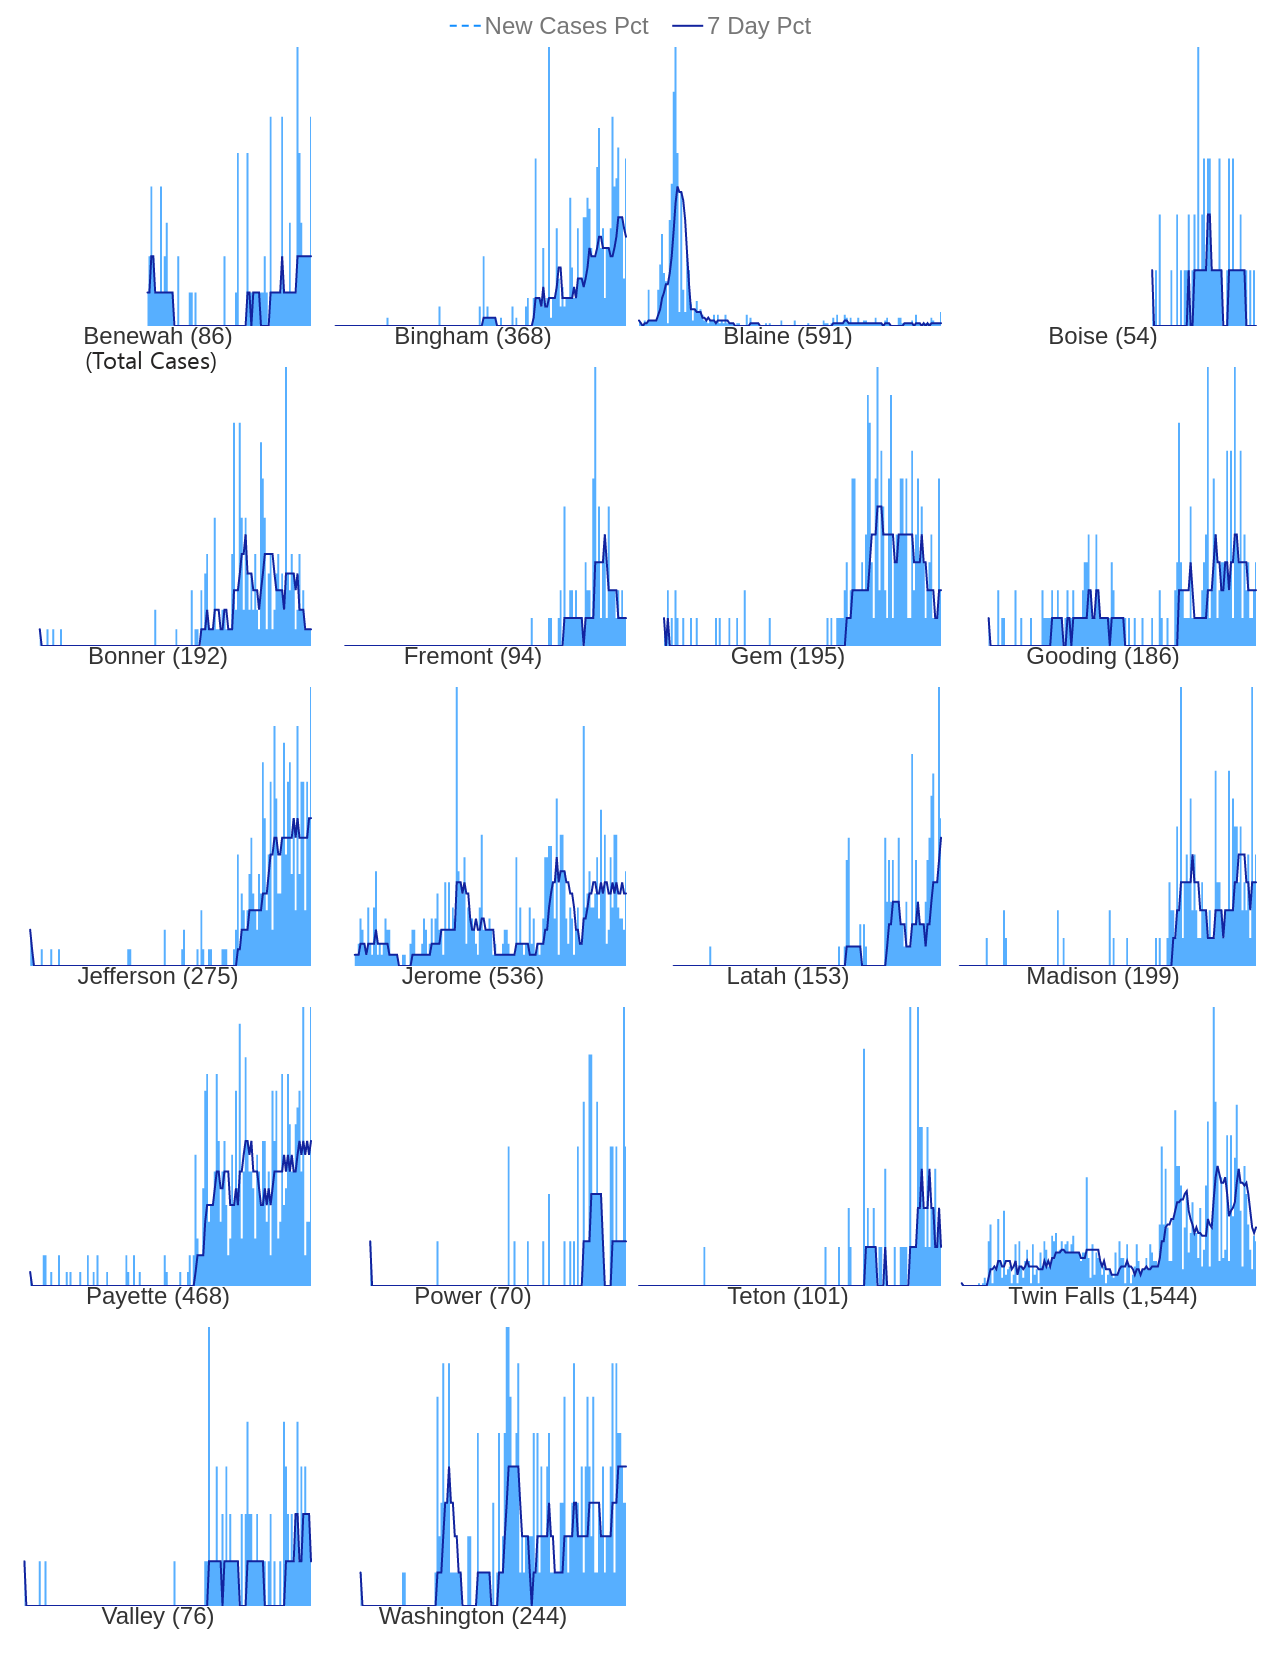 New Cases Pct 7 Day Pct
Benewah (86) Bingham (368) Blaine (591) Boise (54)
(Total Cases)
Bonner (192) Fremont (94) Gem (195) Gooding (186)
Jefferson (275) Jerome (536) Latah (153) Madison (199)
Payette (468) Power (70) Teton (101) Twin Falls (1,544)
Valley (76) Washington (244)